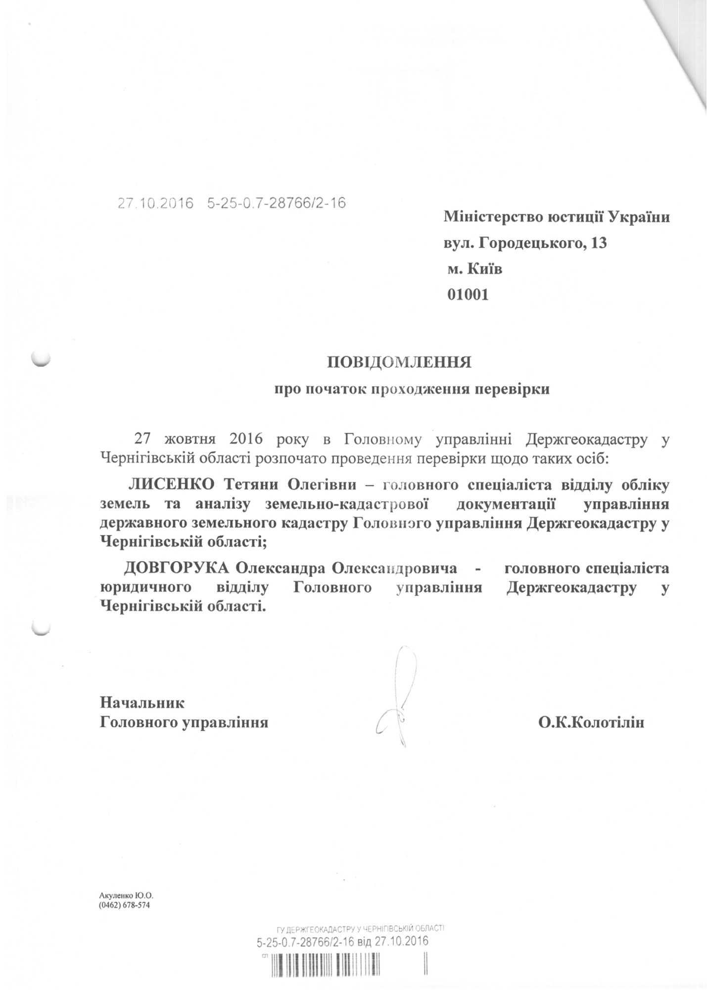 27.10.2016 5-25-0.7-28766/2-16
Міністерство юстиції України
вул. Городецького, 13
м. Київ
01001
ПОВІДОМЛЕННЯ
про початок проходження перевірки
27 жовтня 2016 року в Головному управлінні Держгеокадастру у
Чернігівській області розпочато проведення перевірки щодо таких осіб:
ЛИСЕНКО Тетяни Олегівни – головного спеціаліста відділу обліку
земель та аналізу земельно-кадастрової документації управління
державного земельного кадастру Головного управління Держгеокадастру у
Чернігівській області;
ДОВГОРУКА Олександра Олександровича - головного спеціаліста
юридичного відділу Головного управління Держгеокадастру у
Чернігівській області.
Начальник
Головного управління О.К.Колотілін
Акуленко Ю.О.
(0462) 678-574
ГУ ДЕРЖГЕОКАДАСТРУ У ЧЕРНІГІВСЬКІЙ ОБЛАСТІ
5-25-0.7-28766/2-16 від 27.10.2016
СП